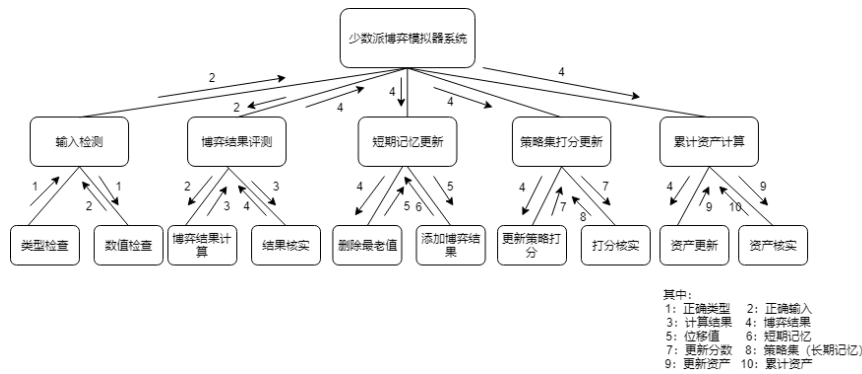 少数派博弈模拟器系统
2
2
4
4
4
4
输入检测
博弈结果评测
短期记忆更新
策略集打分更新
累计资产计算
1
2
1
2
3
4
3
4
5
6
5
4
7
8
7
4
9
10
9
类型检查
数值检查
博弈结果计
算
结果核实
删除最老值
添加博弈结
果
更新策略打
分
打分核实
资产更新
资产核实
其中:
1: 正确类型 2: 正确输入
3: 计算结果 4: 博弈结果
5: 位移值 6: 短期记忆
7: 更新分数 8: 策略集 (长期记忆)
9: 更新资产 10: 累计资产